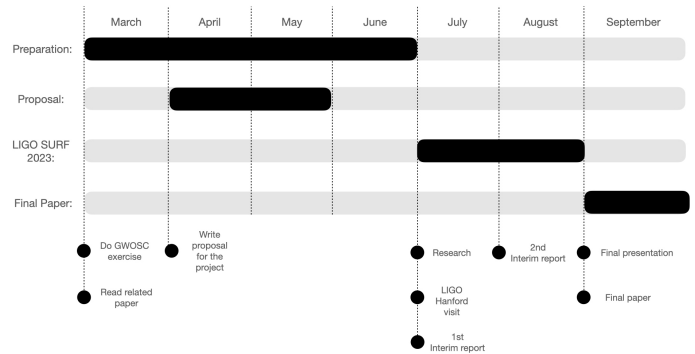 March April May June July August September
Preparation:
Proposal:
LIGO SURF
2023:
Final Paper:
Do GWOSC
exercise
Write
proposal
for the
project
Research
2nd
Interim report
Final presentation
Read related
paper
LIGO
Hanford
visit
Final paper
1st
Interim report